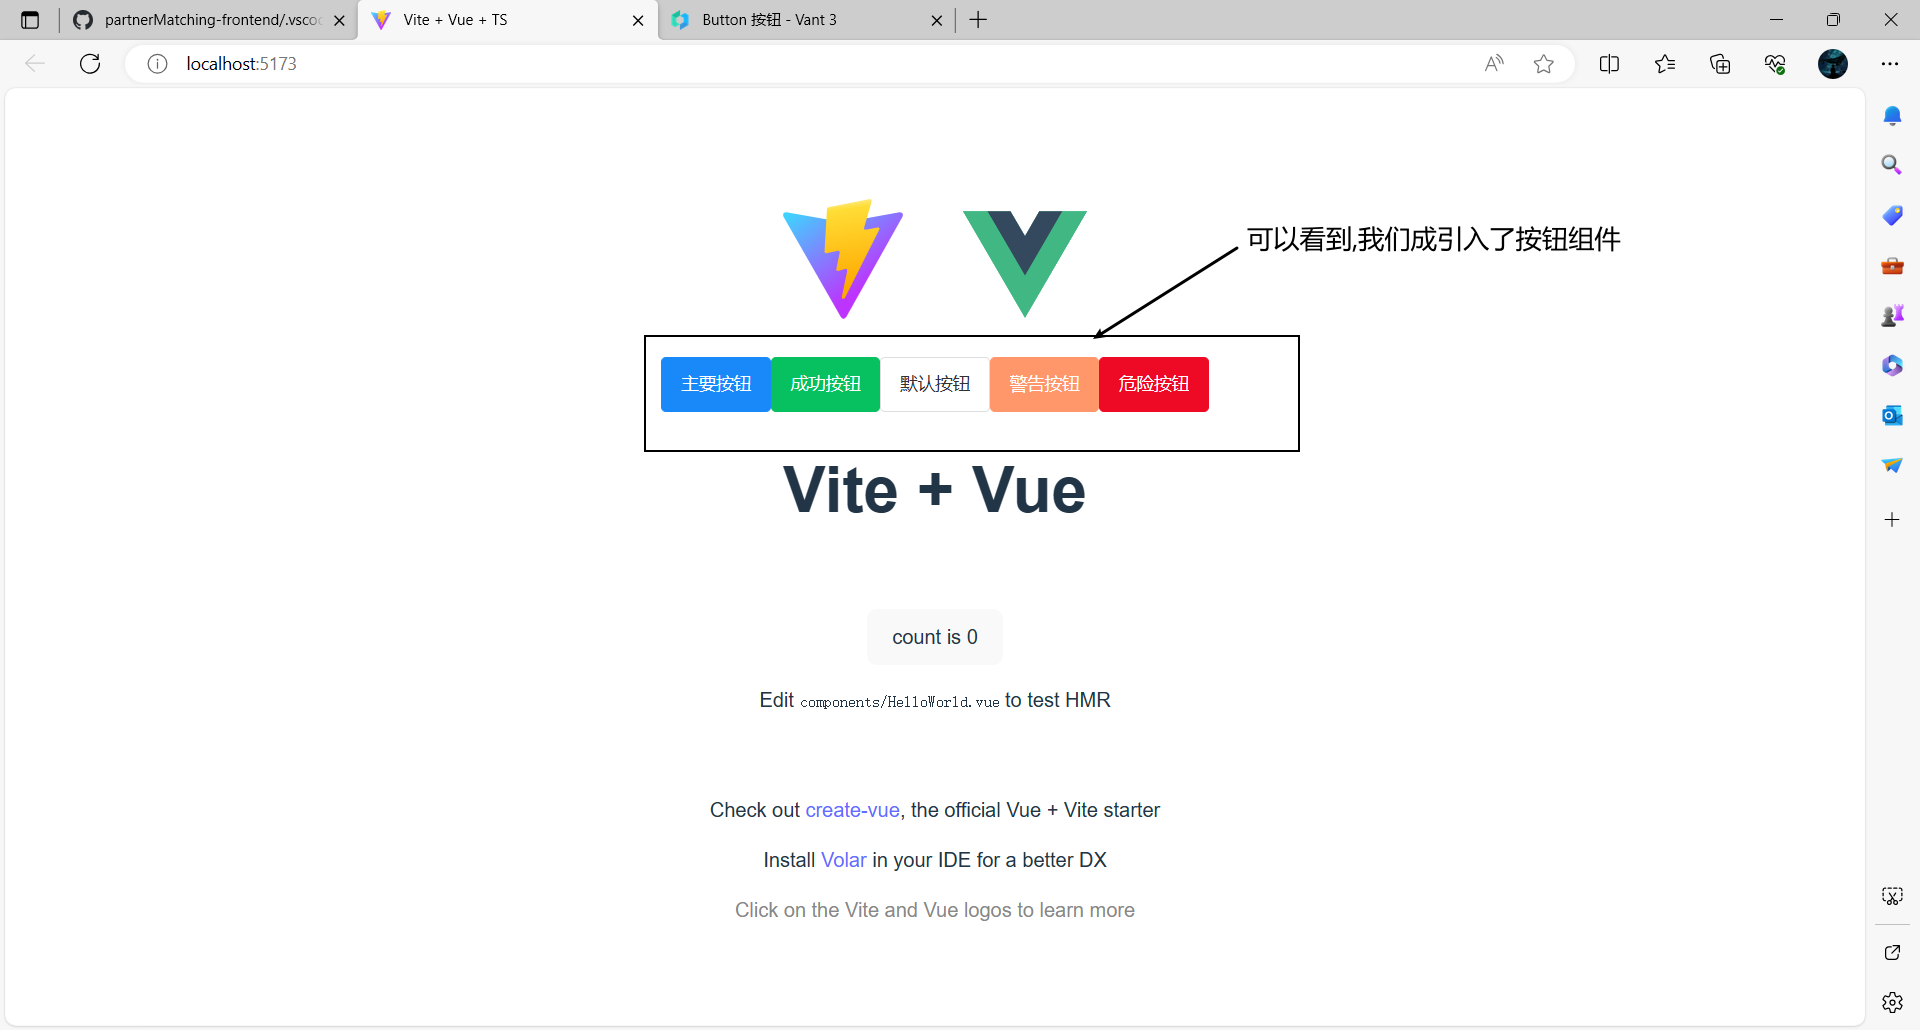 partnerMatching-frontend/.vscoc
Vite + Vue + TS
Button 按钮 - Vant 3
localhost:5173
可以看到,我们成引入了按钮组件
主要按钮 成功按钮 默认按钮 警告按钮 危险按钮
Vite + Vue
count is 0
Edit components/HelloWorld.vue to test HMR
Check out create-vue, the official Vue + Vite starter
Install Volar in your IDE for a better DX
Click on the Vite and Vue logos to learn more